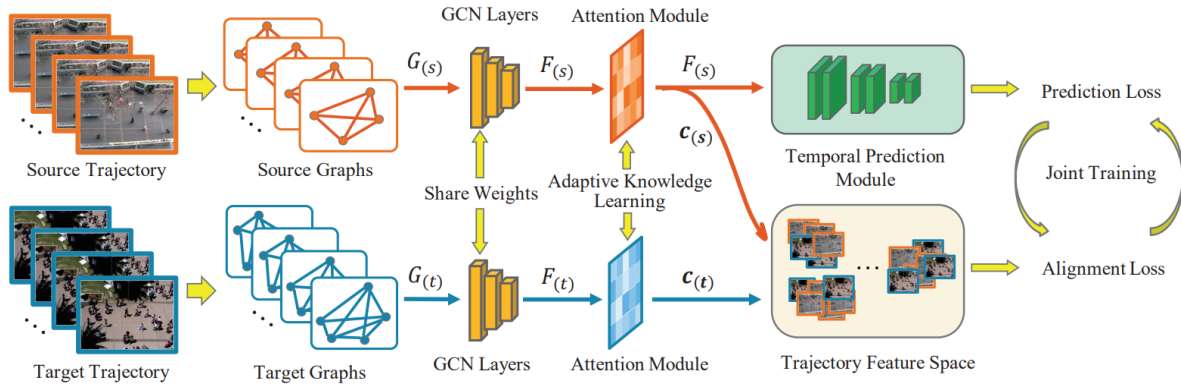 GCN Layers
Attention Module
G(s)
F(s)
F(s)
c(s)
Prediction Loss
Source Trajectory
Source Graphs
Share Weights
Adaptive Knowledge
Learning
Temporal Prediction
Module
Joint Training
G(t)
F(t)
c(t)
Alignment Loss
Target Trajectory
Target Graphs
GCN Layers
Attention Module
Trajectory Feature Space